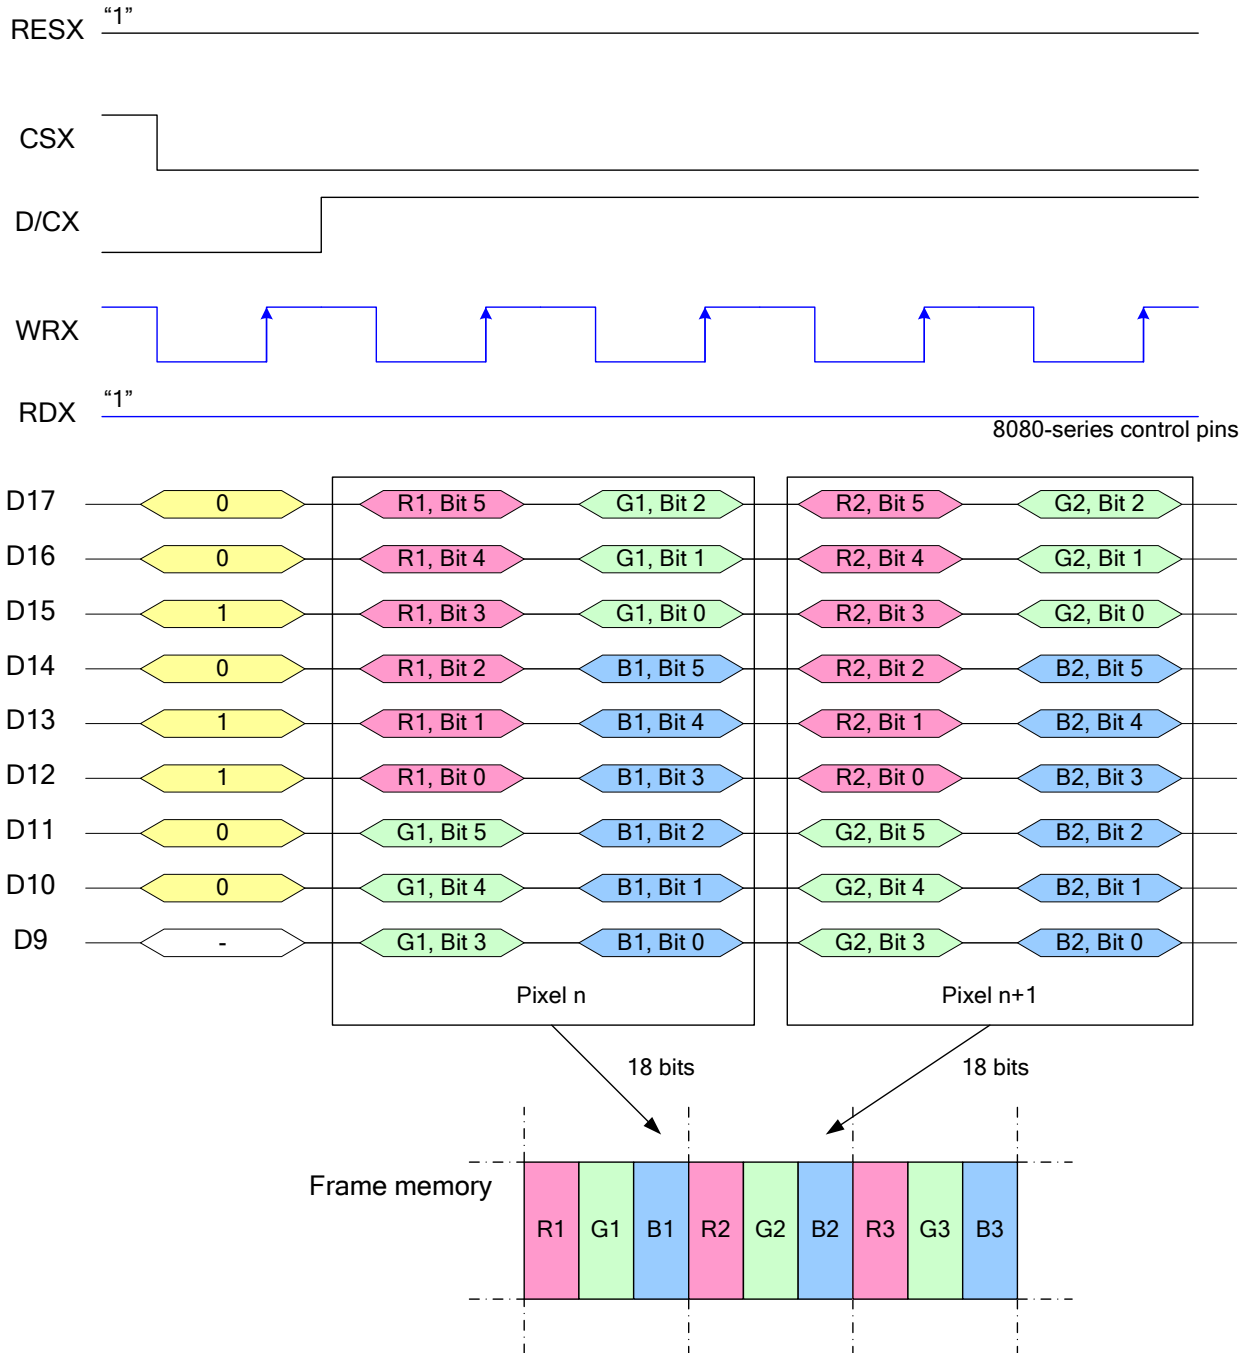 RESX “1”
CSX
D/CX
WRX
RDX “1”
8080-series control pins
D17 0 R1, Bit 5 G1, Bit 2 R2, Bit 5 G2, Bit 2
D16 0 R1, Bit 4 G1, Bit 1 R2, Bit 4 G2, Bit 1
D15 1 R1, Bit 3 G1, Bit 0 R2, Bit 3 G2, Bit 0
D14 0 R1, Bit 2 B1, Bit 5 R2, Bit 2 B2, Bit 5
D13 1 R1, Bit 1 B1, Bit 4 R2, Bit 1 B2, Bit 4
D12 1 R1, Bit 0 B1, Bit 3 R2, Bit 0 B2, Bit 3
D11 0 G1, Bit 5 B1, Bit 2 G2, Bit 5 B2, Bit 2
D10 0 G1, Bit 4 B1, Bit 1 G2, Bit 4 B2, Bit 1
D9 - G1, Bit 3 B1, Bit 0 G2, Bit 3 B2, Bit 0
Pixel n Pixel n+1
18 bits 18 bits
Frame memory
R1 G1 B1 R2 G2 B2 R3 G3 B3